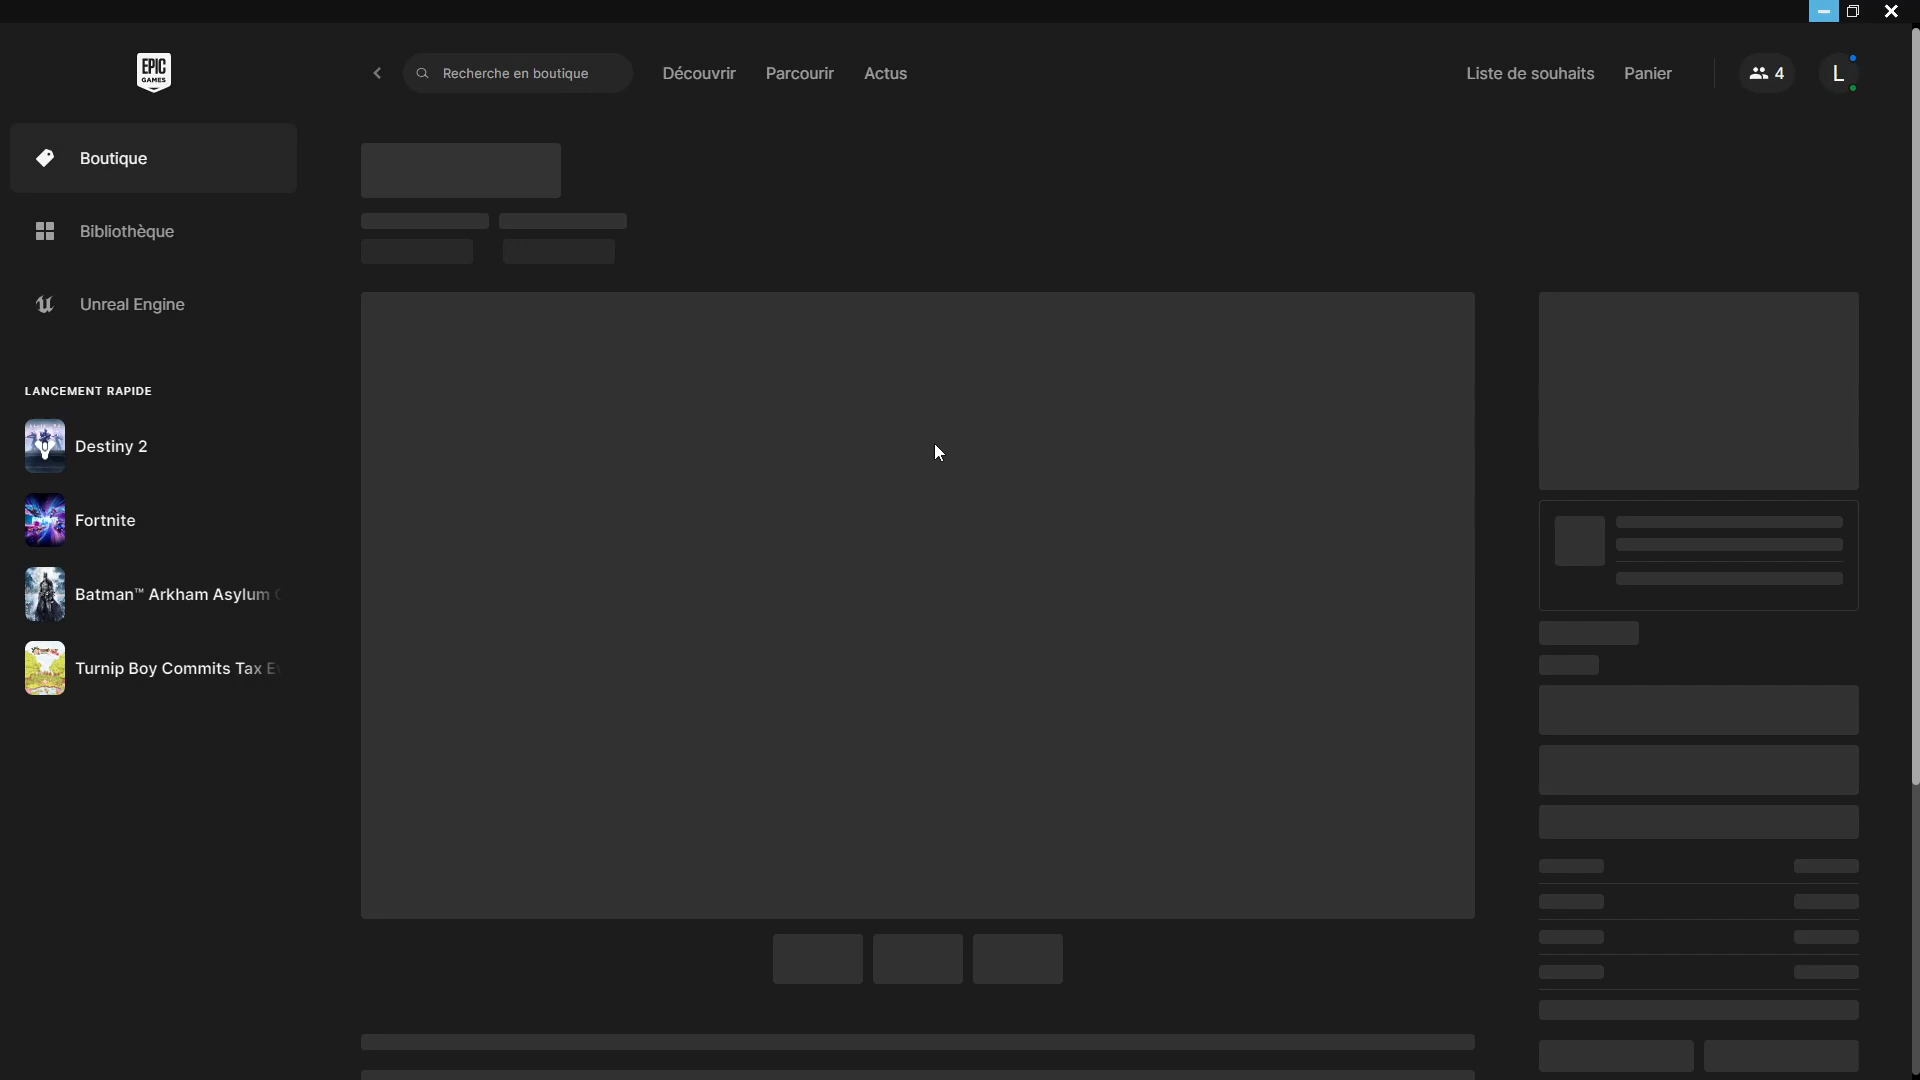 EPIC
GAMES
Recherche en boutique
Découvrir
Parcourir
Actus
Liste de souhaits
Panier
4
L
Boutique
Bibliothèque
Unreal Engine
LANCEMENT RAPIDE
Destiny 2
Fortnite
Batman™ Arkham Asylum
Turnip Boy Commits Tax